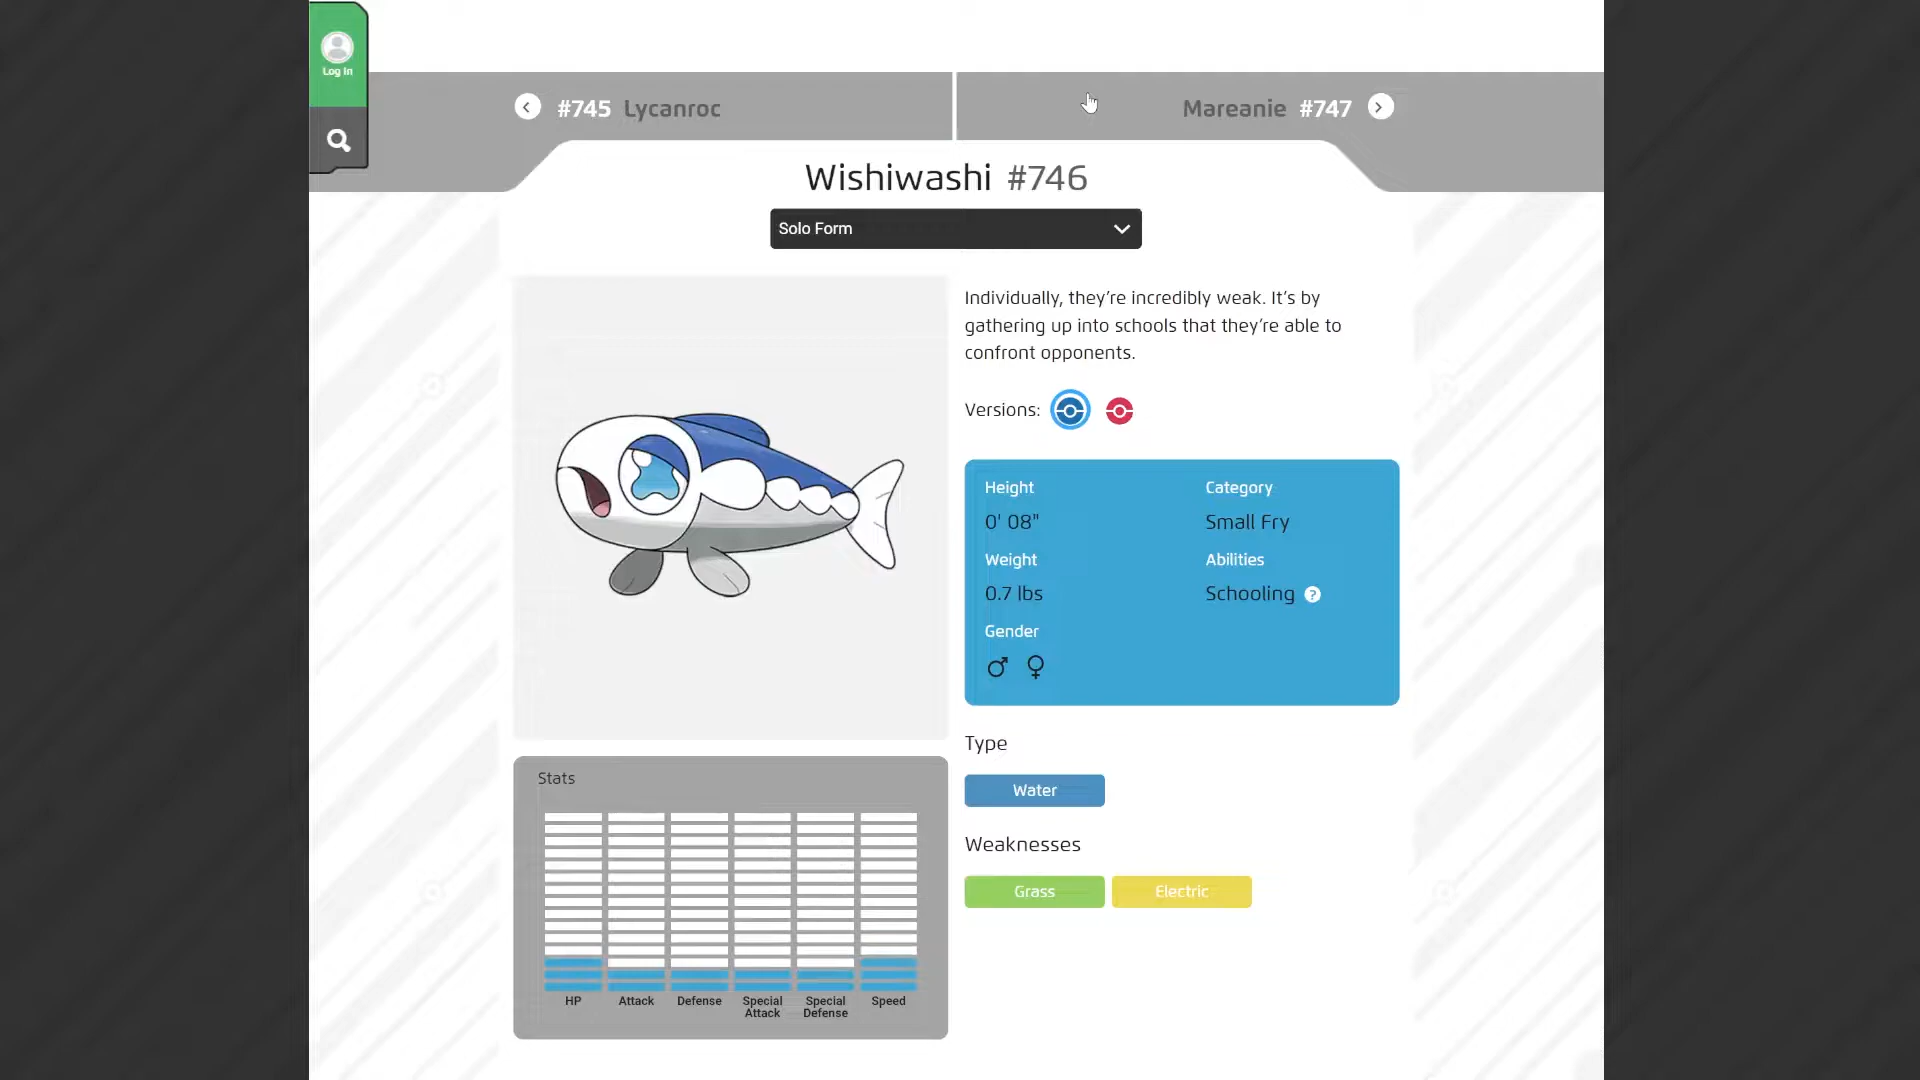 Log In
#745 Lycanroc
Mareanie #747
Wishiwashi #746
Solo Form
Individually, they’re incredibly weak. It’s by
gathering up into schools that they’re able to
confront opponents.
Versions:
Height
0' 08"
Weight
0.7 lbs
Gender
Category
Small Fry
Abilities
Schooling ?
Type
Water
Weaknesses
Grass
Electric
Stats
HP
Attack
Defense
Special
Attack
Special
Defense
Speed